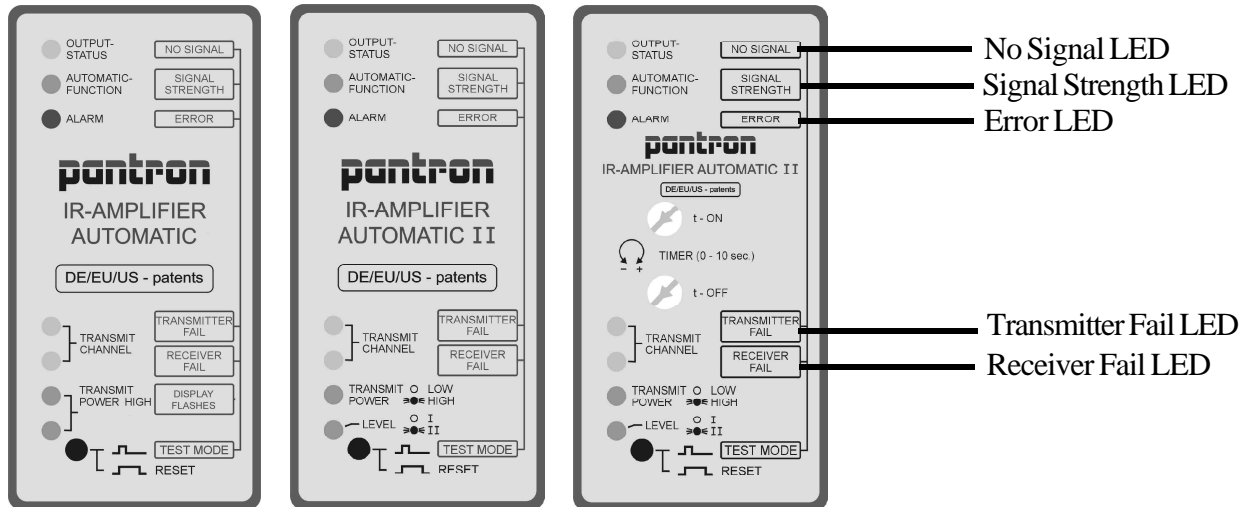 OUTPUT-
STATUS
NO SIGNAL
AUTOMATIC-
FUNCTION
SIGNAL
STRENGTH
ALARM
ERROR
pantron
IR-AMPLIFIER
AUTOMATIC
DE/EU/US - patents
TRANSMIT
CHANNEL
TRANSMITTER
FAIL
RECEIVER
FAIL
TRANSMIT
POWER HIGH
DISPLAY
FLASHES
TEST MODE
RESET
OUTPUT-
STATUS
NO SIGNAL
AUTOMATIC-
FUNCTION
SIGNAL
STRENGTH
ALARM
ERROR
pantron
IR-AMPLIFIER
AUTOMATIC II
DE/EU/US - patents
TRANSMIT
CHANNEL
TRANSMITTER
FAIL
RECEIVER
FAIL
TRANSMIT
POWER
LOW
HIGH
LEVEL
I
II
TEST MODE
RESET
OUTPUT-
STATUS
NO SIGNAL
AUTOMATIC-
FUNCTION
SIGNAL
STRENGTH
ALARM
ERROR
pantron
IR-AMPLIFIER AUTOMATIC II
DE/EU/US - patents
t - ON
TIMER (0 - 10 sec.)
- +
t - OFF
TRANSMIT
CHANNEL
TRANSMITTER
FAIL
RECEIVER
FAIL
TRANSMIT
POWER
LOW
HIGH
LEVEL
I
II
TEST MODE
RESET
No Signal LED
Signal Strength LED
Error LED
Transmitter Fail LED
Receiver Fail LED